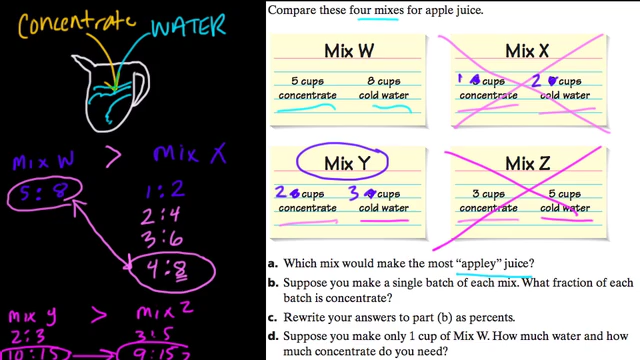 Concentrate
WATER
Mix W > Mix X
5:8
1:2
2:4
3:6
4:8
Mix Y > Mix Z
2:3
3:5
10:15
9:15
Compare these four mixes for apple juice.
Mix W
5 cups
concentrate
8 cups
cold water
Mix X
1 cups
concentrate
2 cups
cold water
Mix Y
2 cups
concentrate
3 cups
cold water
Mix Z
3 cups
concentrate
5 cups
cold water
a. Which mix would make the most “appley” juice?
b. Suppose you make a single batch of each mix. What fraction of each
batch is concentrate?
c. Rewrite your answers to part (b) as percents.
d. Suppose you make only 1 cup of Mix W. How much water and how
much concentrate do you need?